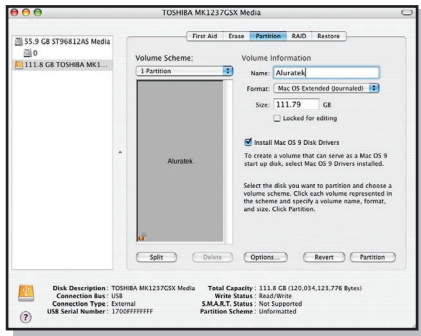 TOSHIBA MK1237GSX Media
55.9 GB ST96812AS Media
0
111.8 GB TOSHIBA MK1...
First Aid Erase Partition RAID Restore
Volume Scheme:
1 Partition
Aluratek
Split Delete
Volume Information
Name: Aluratek
Format: Mac OS Extended (Journaled)
Size: 111.79 GB
Locked for editing
Install Mac OS 9 Disk Drivers
To create a volume that can serve as a Mac OS 9
start up disk, select Mac OS 9 Drivers installed.
Select the disk you want to partition and choose a
volume scheme. Click each volume represented in
the scheme and specify a volume name, format,
and size. Click Partition.
Options... Revert Partition
Disk Description: TOSHIBA MK1237GSX Media
Connection Bus: USB
Connection Type: External
USB Serial Number: 1700FFFFFFFF
Total Capacity: 111.8 GB (120,034,123,776 Bytes)
Write Status: Read/Write
S.M.A.R.T. Status: Not Supported
Partition Scheme: Unformatted
?